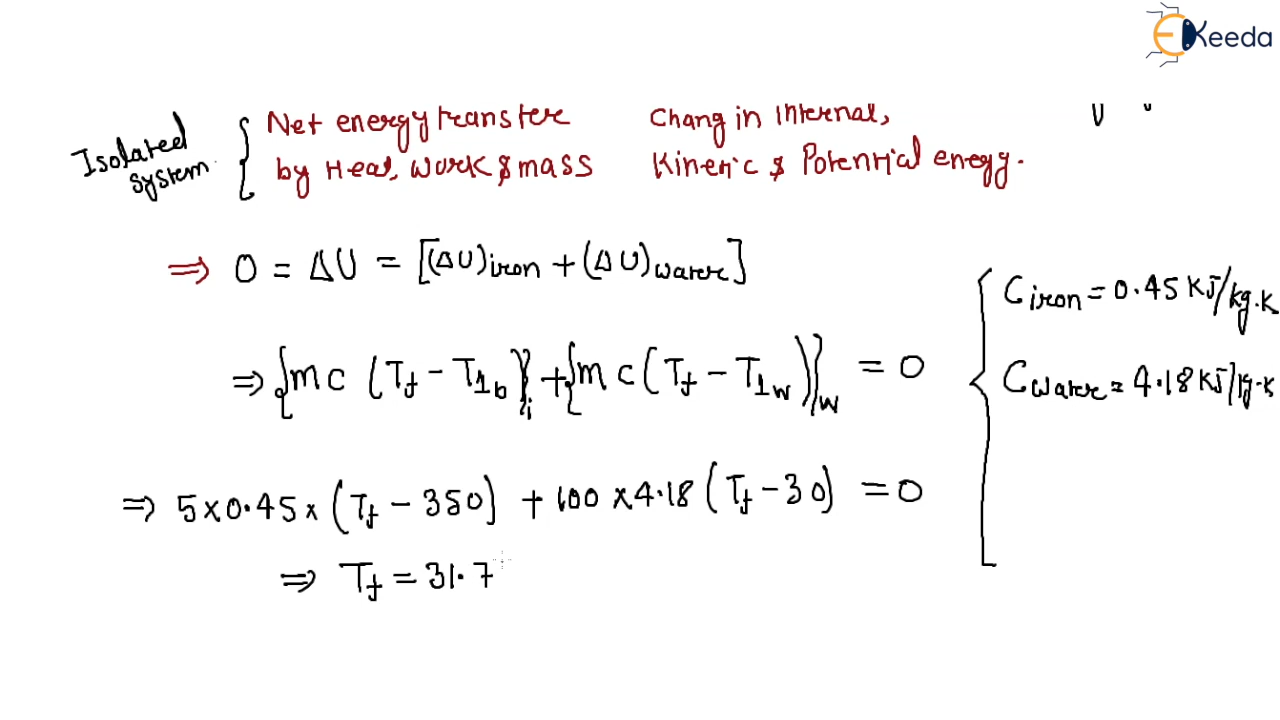 Keeda
Isolated system { Net energy transfere Chang in Internal,
by Heat, work & mass Kinetic & Potential enegy.
⇒ 0 = ΔU = [(ΔU)iron + (ΔU)water]
Ciron = 0.45 KJ/kg.K
⇒ {mc (Tf - T1b)}i + {mc (Tf - T1w)}w = 0
Cwater = 4.18 KJ/kg.K
⇒ 5×0.45× (Tf - 350) + 100 × 4.18 (Tf - 30) = 0
⇒ Tf = 31.7